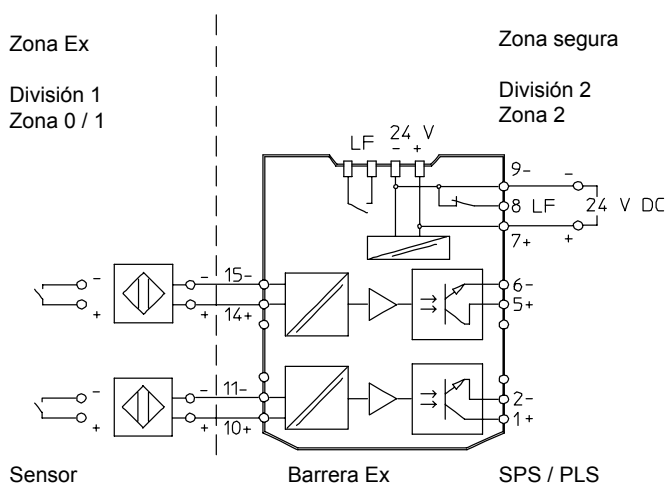 Zona Ex
División 1
Zona 0 / 1
Zona segura
División 2
Zona 2
LF 24 V
- +
9- -
8 LF 24 V DC
7+ +
- - 15-
+ + 14+
6-
5+
- - 11-
+ + 10+
2-
1+
Sensor Barrera Ex SPS / PLS